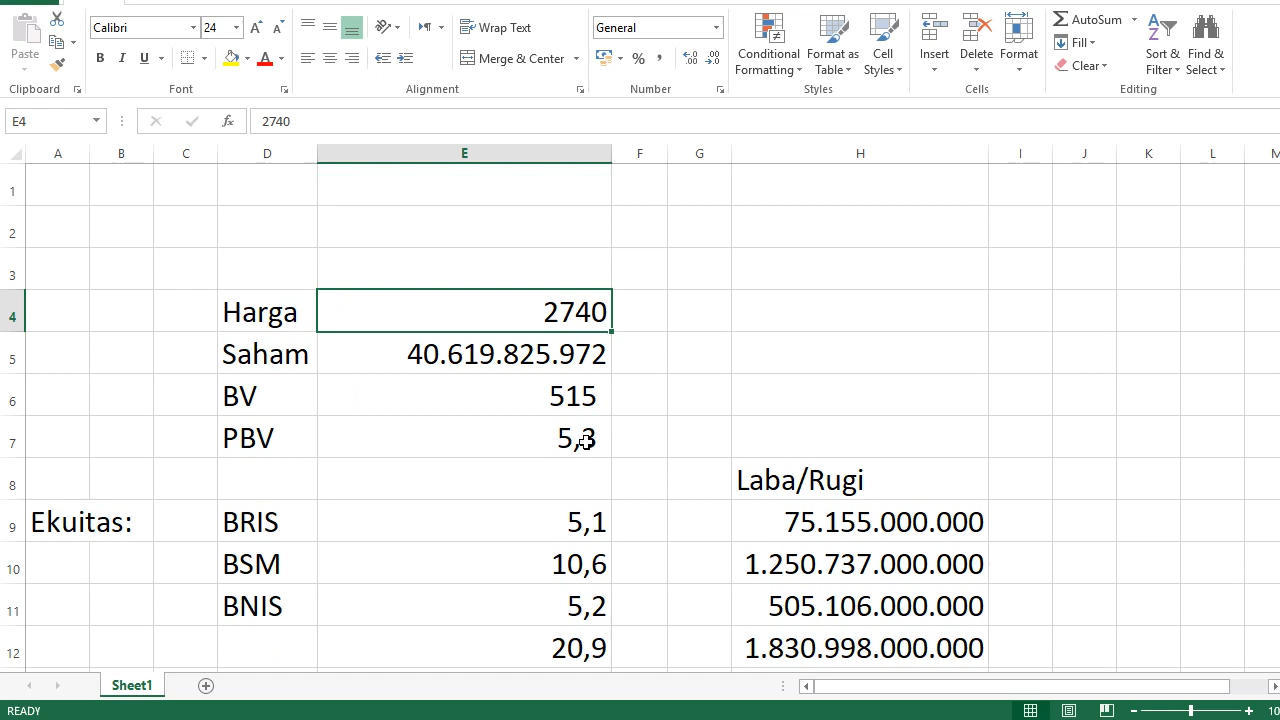 Calibri 24 Wrap Text General AutoSum
Paste B I U A Merge & Center % , Conditional Formatting Format as Table Cell Styles Insert Delete Format Fill Sort & Filter Find & Select
Clear
Clipboard Font Alignment Number Styles Cells Editing
E4 fx 2740
A B C D E F G H I J K L M
1
2
3
4 Harga 2740
5 Saham 40.619.825.972
6 BV 515
7 PBV 5,3
8 Laba/Rugi
9 Ekuitas: BRIS 5,1 75.155.000.000
10 BSM 10,6 1.250.737.000.000
11 BNIS 5,2 505.106.000.000
12 20,9 1.830.998.000.000
Sheet1
READY 10